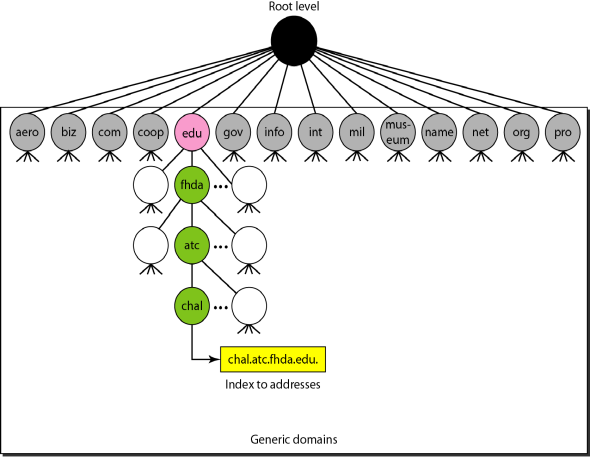 Root level
aero biz com coop edu gov info int mil mus- name net org pro
eum
fhda ...
atc ...
chal ...
chal.atc.fhda.edu.
Index to addresses
Generic domains